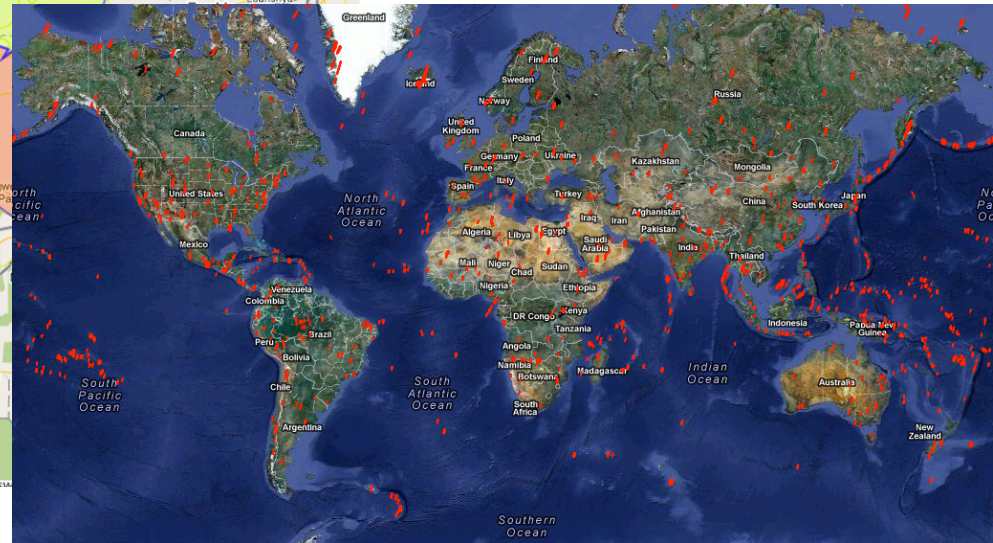 Greenland
Iceland
Finland
Sweden
Norway
Russia
United
Kingdom
Canada
Poland
Germany
Ukraine
Kazakhstan
Mongolia
France
Italy
Spain
Turkey
United States
North
Atlantic
Ocean
Iraq
Iran
Afghanistan
Pakistan
China
South Korea
Japan
Mexico
Algeria
Libya
Egypt
Saudi
Arabia
India
Thailand
Mali
Niger
Chad
Sudan
Nigeria
Ethiopia
Venezuela
Colombia
DR Congo
Kenya
Tanzania
Indonesia
Papua New
Guinea
Peru
Brazil
Bolivia
Angola
Namibia
Botswana
Madagascar
Indian
Ocean
Australia
South
Pacific
Ocean
Chile
South
Atlantic
Ocean
South
Africa
Argentina
New
Zealand
Southern
Ocean